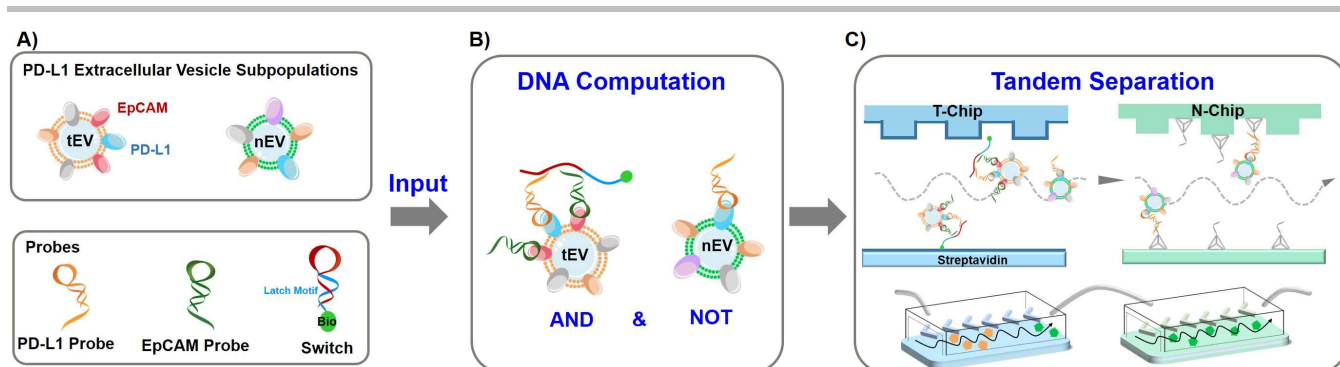 A)
PD-L1 Extracellular Vesicle Subpopulations
EpCAM
tEV
PD-L1
nEV
Probes
Latch Motif
Bio
PD-L1 Probe
EpCAM Probe
Switch
Input
B)
DNA Computation
tEV
nEV
AND & NOT
C)
Tandem Separation
T-Chip
N-Chip
Streptavidin